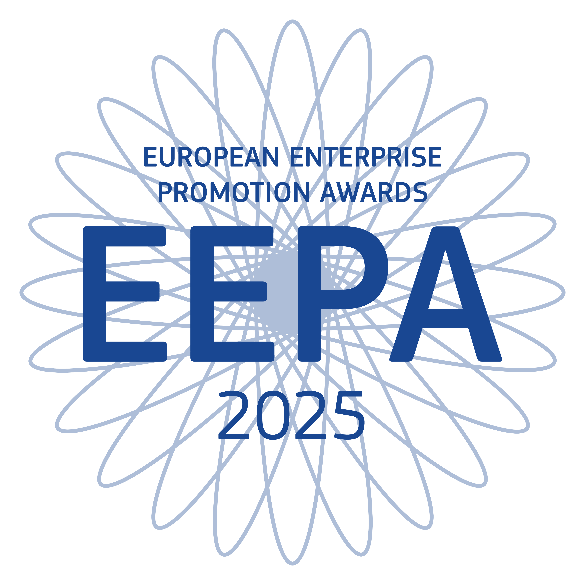 EUROPEAN ENTERPRISE
PROMOTION AWARDS
EEPA
2025